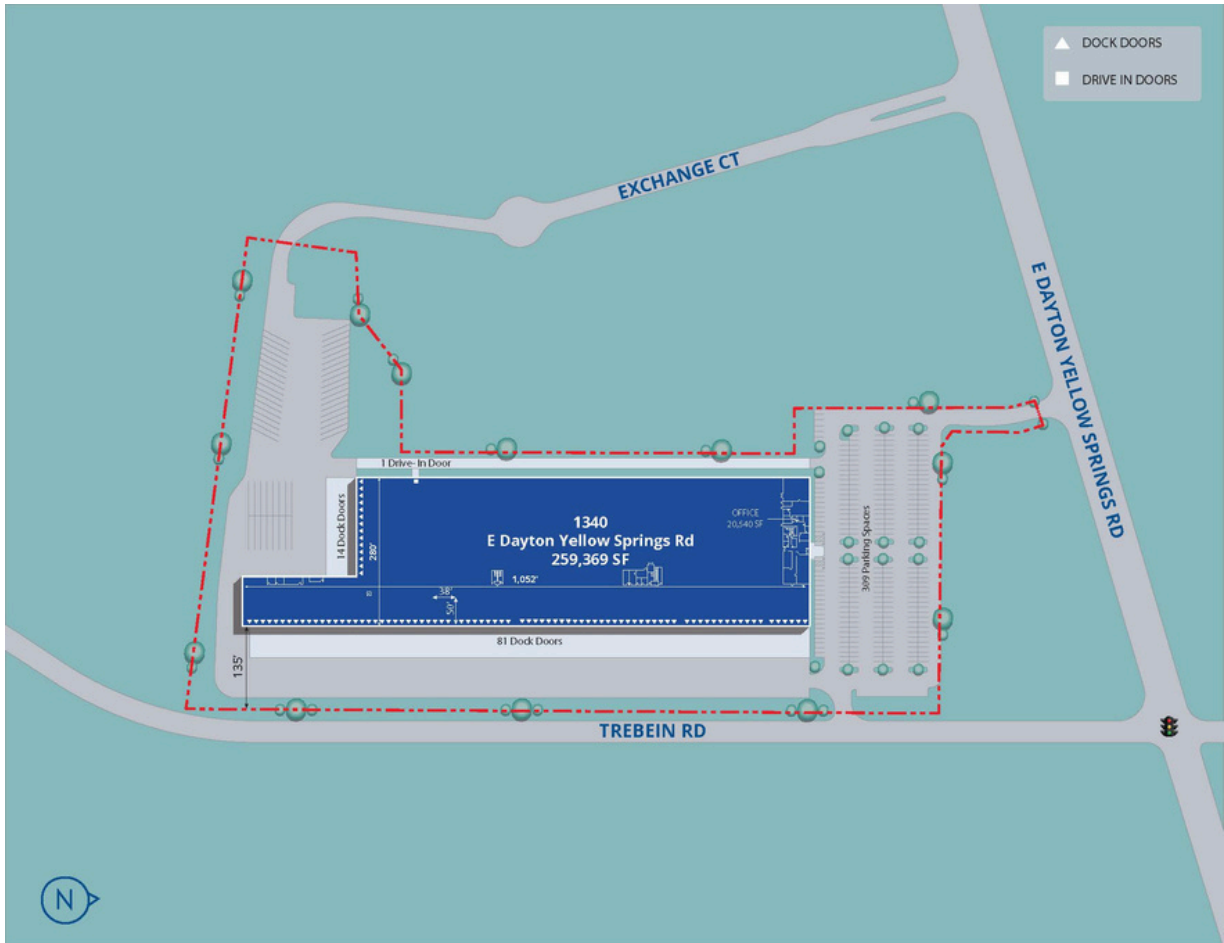 DOCK DOORS
DRIVE IN DOORS
EXCHANGE CT
E DAYTON YELLOW SPRINGS RD
1 Drive- In Door
14 Dock Doors
280'
1340
E Dayton Yellow Springs Rd
259,369 SF
OFFICE
20,540 SF
309 Parking Spaces
1,052'
38'
50'
81 Dock Doors
135'
TREBEIN RD
N